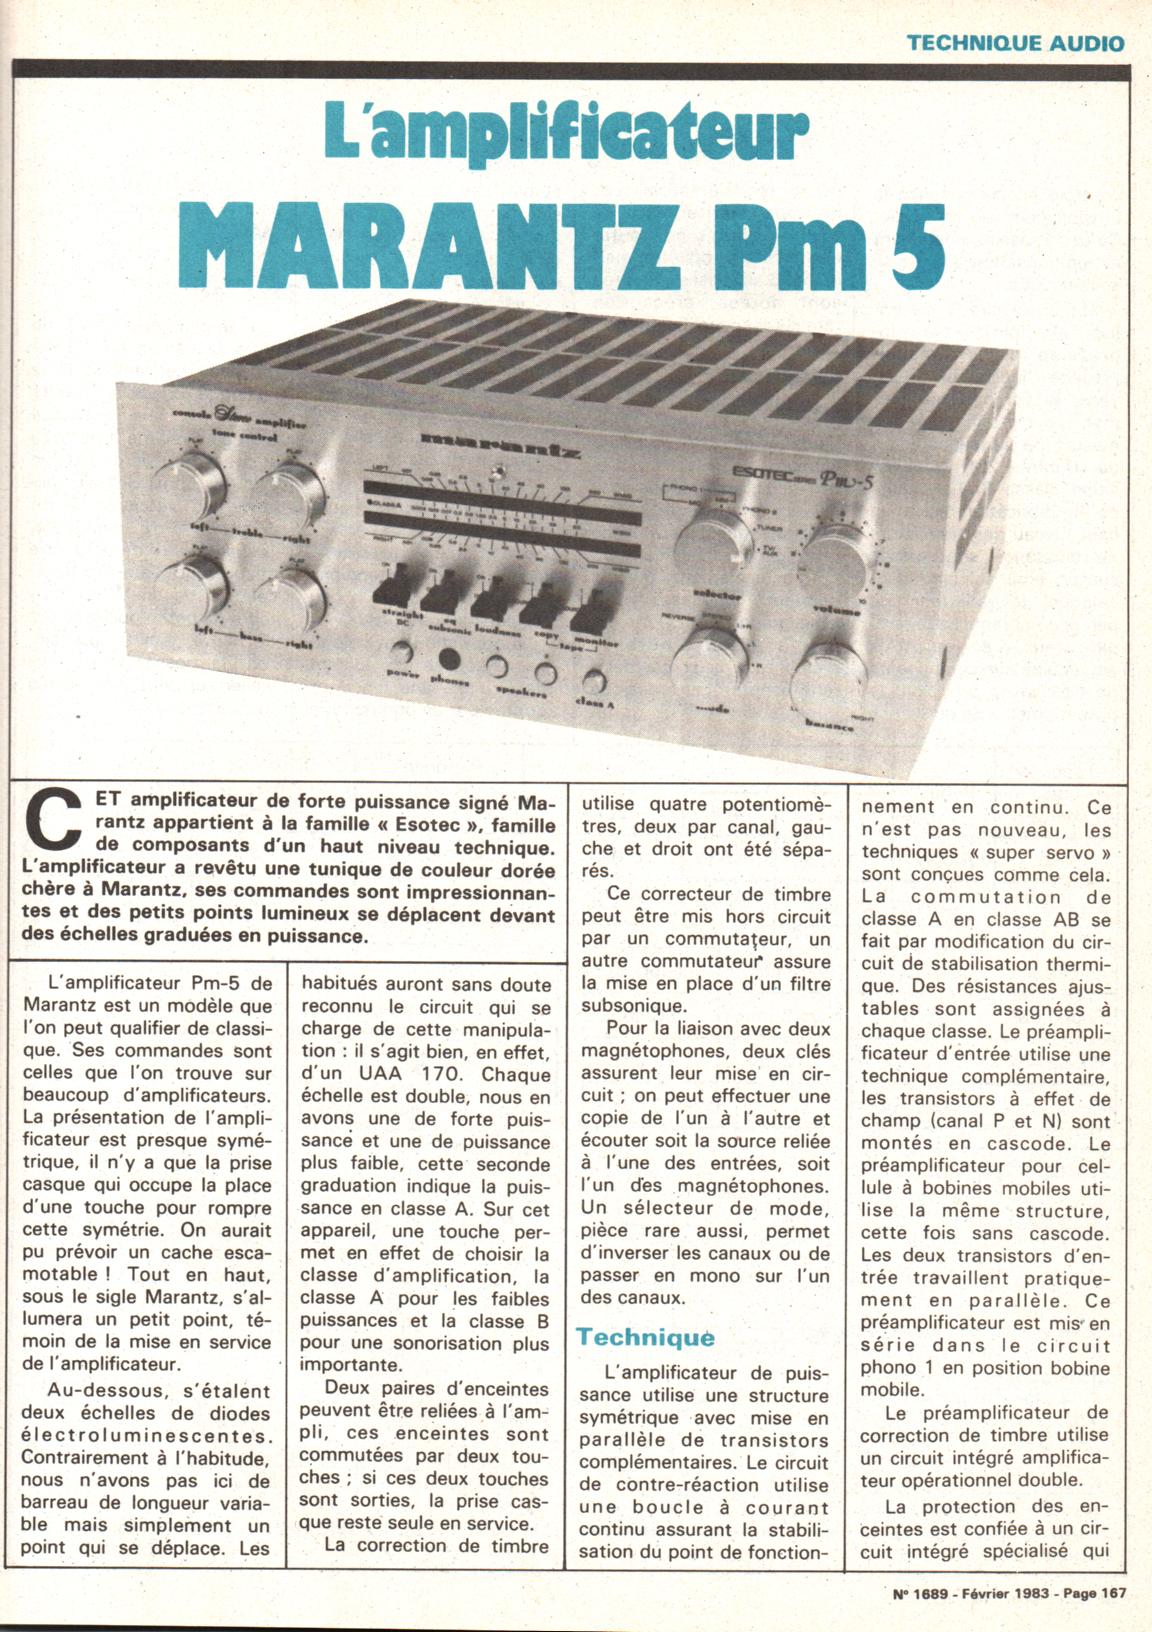 TECHNIQUE AUDIO
L'amplificateur
MARANTZ Pm 5
console Stereo amplifier
tone control
FLAT
FLAT
left treble right
FLAT
FLAT
left bass right
marantz
LEFT
CLASS A
RIGHT
straight DC
eq subsonic
loudness
copy
monitor
tape
power
phones
speakers
class A
ESOTEC SERIES Pm-5
PHONO 1
MC
MM
PHONO 2
TUNER
TV AUX
selector
volume
REVERSE
STEREO
L+R
balance
RIGHT
CET amplificateur de forte puissance signé Ma-
rantz appartient à la famille « Esotec », famille
de composants d'un haut niveau technique.
L'amplificateur a revêtu une tunique de couleur dorée
chère à Marantz, ses commandes sont impressionnan-
tes et des petits points lumineux se déplacent devant
des échelles graduées en puissance.
L'amplificateur Pm-5 de
Marantz est un modèle que
l'on peut qualifier de classi-
que. Ses commandes sont
celles que l'on trouve sur
beaucoup d'amplificateurs.
La présentation de l'ampli-
ficateur est presque symé-
trique, il n'y a que la prise
casque qui occupe la place
d'une touche pour rompre
cette symétrie. On aurait
pu prévoir un cache esca-
motable ! Tout en haut,
sous le sigle Marantz, s'al-
lumera un petit point, té-
moin de la mise en service
de l'amplificateur.
Au-dessous, s'étalent
deux échelles de diodes
électroluminescentes.
Contrairement à l'habitude,
nous n'avons pas ici de
barreau de longueur varia-
ble mais simplement un
point qui se déplace. Les
habitués auront sans doute
reconnu le circuit qui se
charge de cette manipula-
tion : il s'agit bien, en effet,
d'un UAA 170. Chaque
échelle est double, nous en
avons une de forte puis-
sance et une de puissance
plus faible, cette seconde
graduation indique la puis-
sance en classe A. Sur cet
appareil, une touche per-
met en effet de choisir la
classe d'amplification, la
classe A pour les faibles
puissances et la classe B
pour une sonorisation plus
importante.
Deux paires d'enceintes
peuvent être reliées à l'am-
pli, ces enceintes sont
commutées par deux tou-
ches ; si ces deux touches
sont sorties, la prise cas-
que reste seule en service.
La correction de timbre
utilise quatre potentiomè-
tres, deux par canal, gau-
che et droit ont été sépa-
rés.
Ce correcteur de timbre
peut être mis hors circuit
par un commutateur, un
autre commutateur assure
la mise en place d'un filtre
subsonique.
Pour la liaison avec deux
magnétophones, deux clés
assurent leur mise en cir-
cuit ; on peut effectuer une
copie de l'un à l'autre et
écouter soit la source reliée
à l'une des entrées, soit
l'un des magnétophones.
Un sélecteur de mode,
pièce rare aussi, permet
d'inverser les canaux ou de
passer en mono sur l'un
des canaux.
Technique
L'amplificateur de puis-
sance utilise une structure
symétrique avec mise en
parallèle de transistors
complémentaires. Le circuit
de contre-réaction utilise
une boucle à courant
continu assurant la stabili-
sation du point de fonction-
nement en continu. Ce
n'est pas nouveau, les
techniques « super servo »
sont conçues comme cela.
La commutation de
classe A en classe AB se
fait par modification du cir-
cuit de stabilisation thermi-
que. Des résistances ajus-
tables sont assignées à
chaque classe. Le préampli-
ficateur d'entrée utilise une
technique complémentaire,
les transistors à effet de
champ (canal P et N) sont
montés en cascode. Le
préamplificateur pour cel-
lule à bobines mobiles uti-
lise la même structure,
cette fois sans cascode.
Les deux transistors d'en-
trée travaillent pratique-
ment en parallèle. Ce
préamplificateur est mis en
série dans le circuit
phono 1 en position bobine
mobile.
Le préamplificateur de
correction de timbre utilise
un circuit intégré amplifica-
teur opérationnel double.
La protection des en-
ceintes est confiée à un cir-
cuit intégré spécialisé qui
N° 1689 - Février 1983 - Page 167